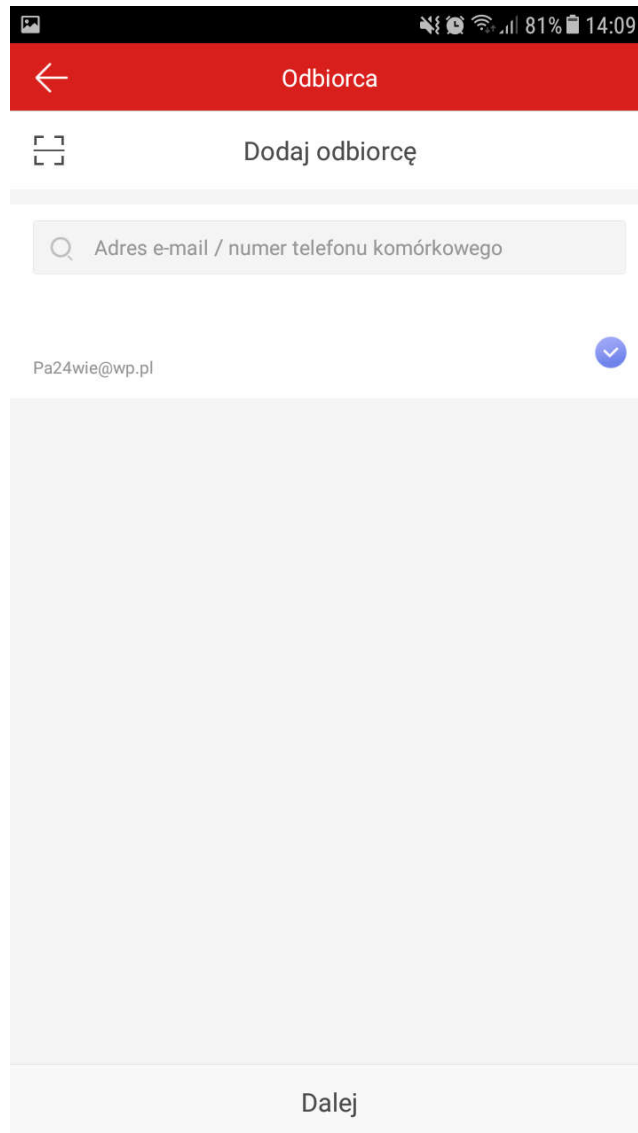 81% 14:09
Odbiorca
Dodaj odbiorcę
Adres e-mail / numer telefonu komórkowego
Pa24wie@wp.pl
Dalej